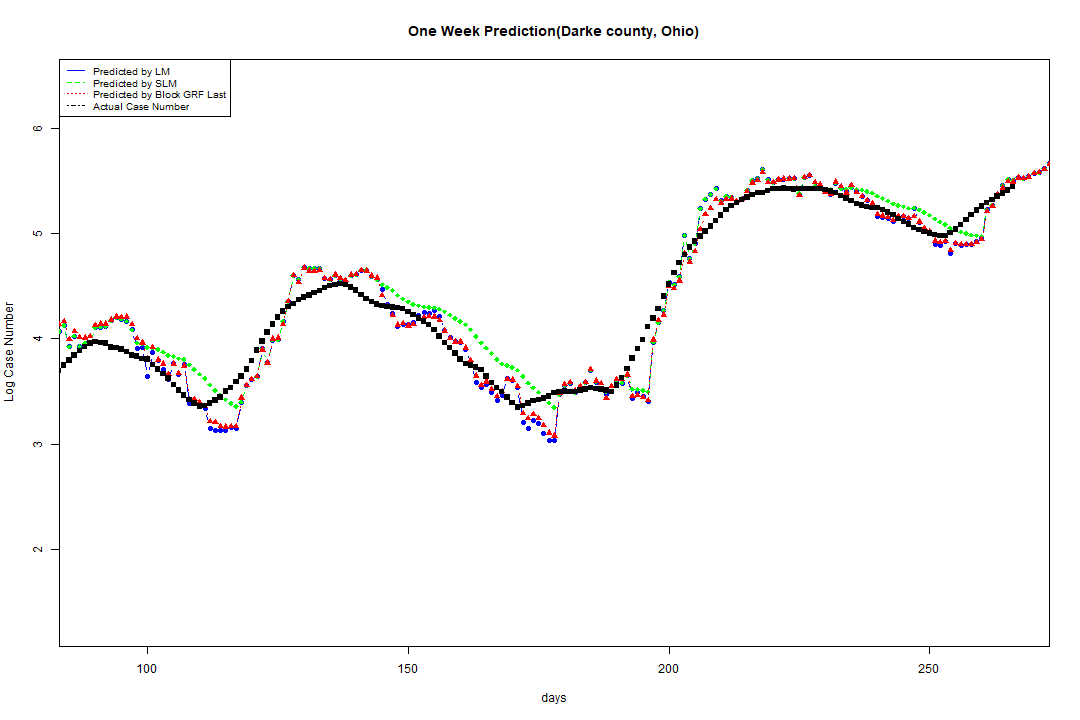 One Week Prediction(Darke county, Ohio)
Predicted by LM
Predicted by SLM
Predicted by Block GRF Last
Actual Case Number
6
5
4
3
2
Log Case Number
100
150
200
250
days